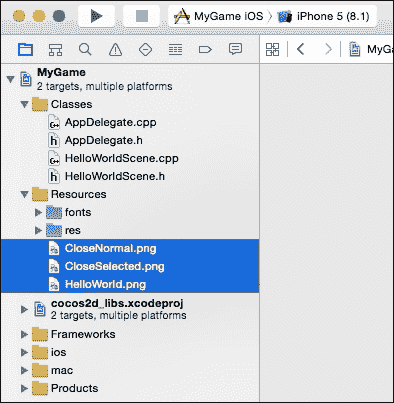 MyGame iOS
iPhone 5 (8.1)
MyGa
MyGame
2 targets, multiple platforms
Classes
AppDelegate.cpp
AppDelegate.h
HelloWorldScene.cpp
HelloWorldScene.h
Resources
fonts
res
CloseNormal.png
CloseSelected.png
HelloWorld.png
cocos2d_libs.xcodeproj
2 targets, multiple platforms
Frameworks
ios
mac
Products